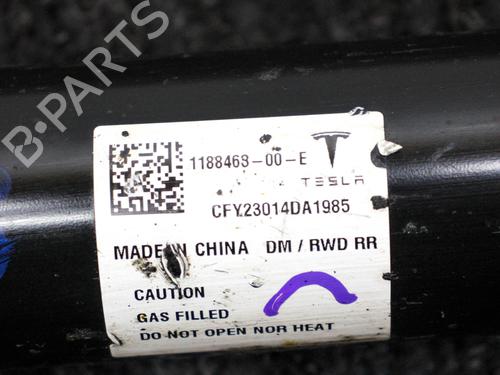 B-PARTS
1188463-00-E
TESLA
CFY23014DA1985
MADE IN CHINA DM / RWD RR
CAUTION
GAS FILLED
DO NOT OPEN NOR HEAT